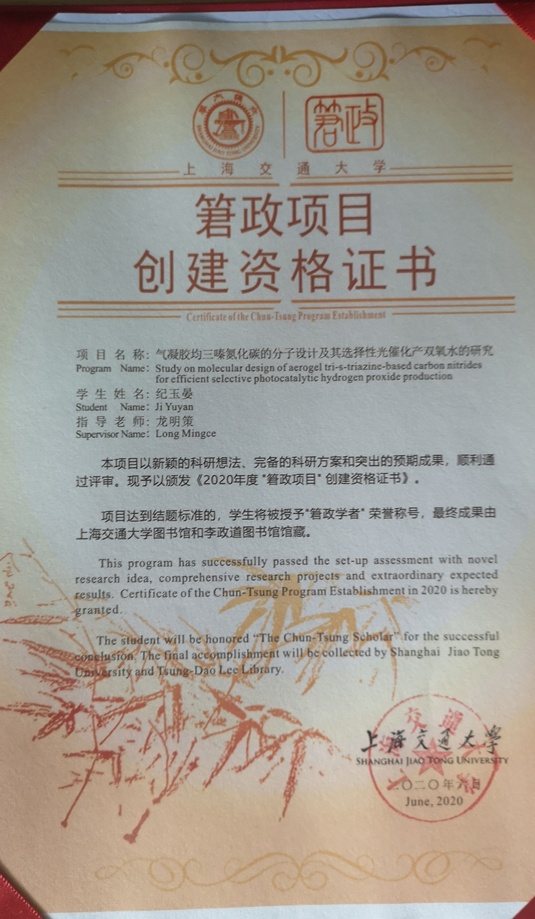 SHANGHAI JIAO TONG UNIVERSITY
箬政
上海交通大学
箬政项目
创建资格证书
Certificate of the Chun-Tsung Program Establishment
项目名称：气凝胶均三嗪氮化碳的分子设计及其选择性光催化产双氧水的研究
Program Name: Study on molecular design of aerogel tri-s-triazine-based carbon nitrides
for efficient selective photocatalytic hydrogen proxide production
学生姓名：纪玉晏
Student Name: Ji Yuyan
指导老师：龙明策
Supervisor Name: Long Mingce
本项目以新颖的科研想法、完备的科研方案和突出的预期成果，顺利通
过评审。现予以颁发《2020年度"箬政项目"创建资格证书》。
项目达到结题标准的，学生将被授予"箬政学者"荣誉称号，最终成果由
上海交通大学图书馆和李政道图书馆馆藏。
This program has successfully passed the set-up assessment with novel
research idea, comprehensive research projects and extraordinary expected
results. Certificate of the Chun-Tsung Program Establishment in 2020 is hereby
granted.
The student will be honored "The Chun-Tsung Scholar" for the successful
conclusion. The final accomplishment will be collected by Shanghai Jiao Tong
University and Tsung-Dao Lee Library.
上海交通大學
SHANGHAI JIAO TONG UNIVERSITY
二〇二〇年六月
June, 2020